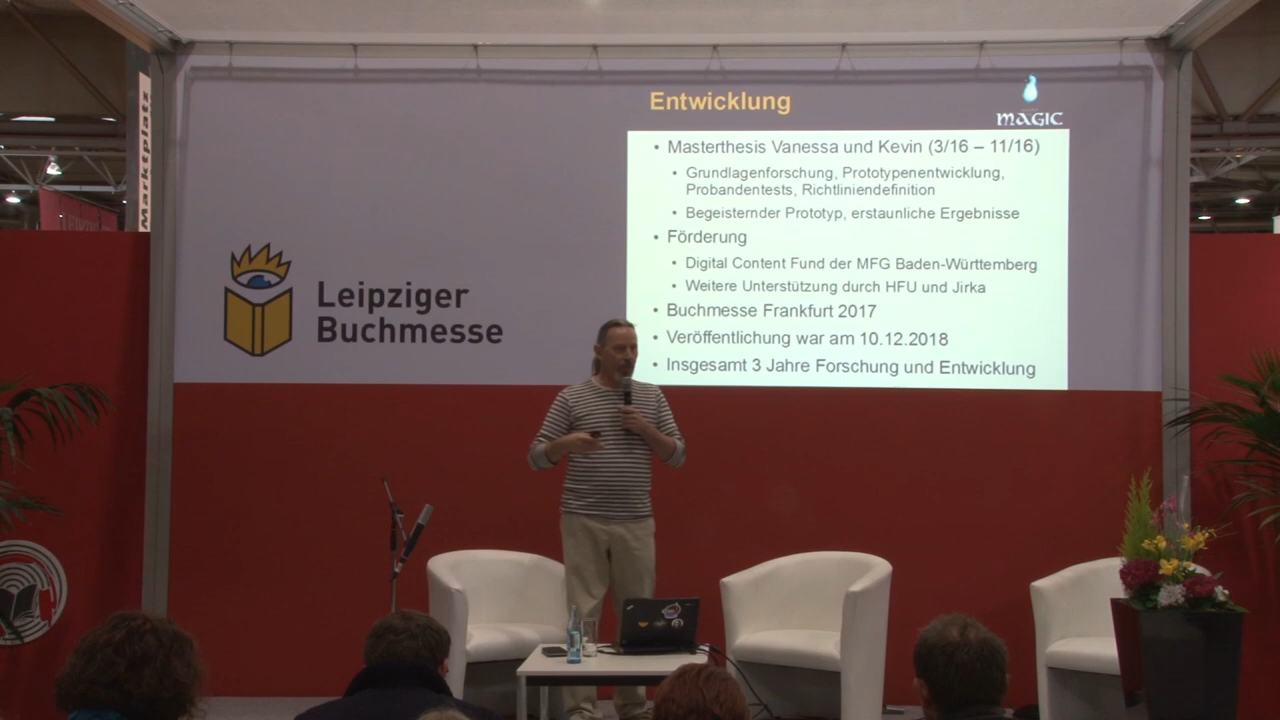 Marktplatz
Leipziger
Buchmesse
Entwicklung
MAGIC
• Masterthesis Vanessa und Kevin (3/16 – 11/16)
• Grundlagenforschung, Prototypenentwicklung,
Probandentests, Richtliniendefinition
• Begeisternder Prototyp, erstaunliche Ergebnisse
• Förderung
• Digital Content Fund der MFG Baden-Württemberg
• Weitere Unterstützung durch HFU und Jirka
• Buchmesse Frankfurt 2017
• Veröffentlichung war am 10.12.2018
• Insgesamt 3 Jahre Forschung und Entwicklung